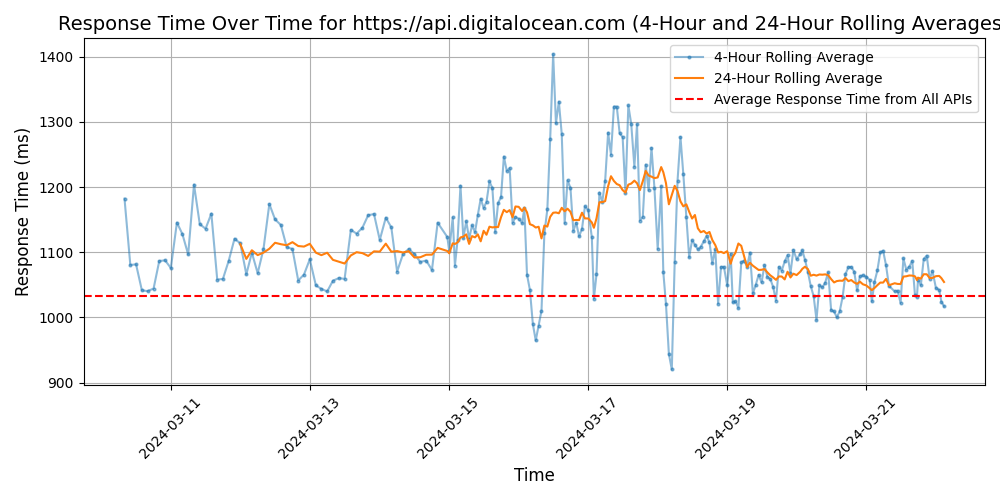 Response Time Over Time for https://api.digitalocean.com (4-Hour and 24-Hour Rolling Averages
4-Hour Rolling Average
24-Hour Rolling Average
Average Response Time from All APIs
Response Time (ms)
1400
1300
1200
1100
1000
900
2024-03-11
2024-03-13
2024-03-15
2024-03-17
2024-03-19
2024-03-21
Time